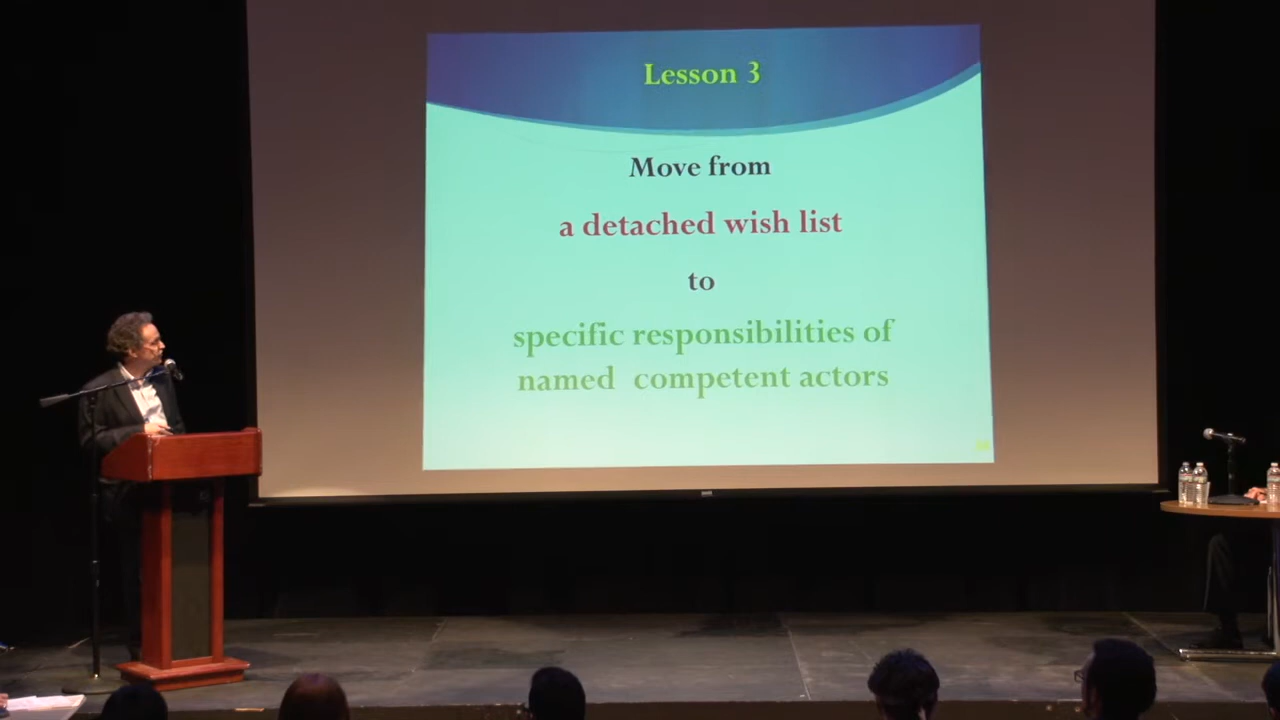 Lesson 3
Move from
a detached wish list
to
specific responsibilities of
named competent actors